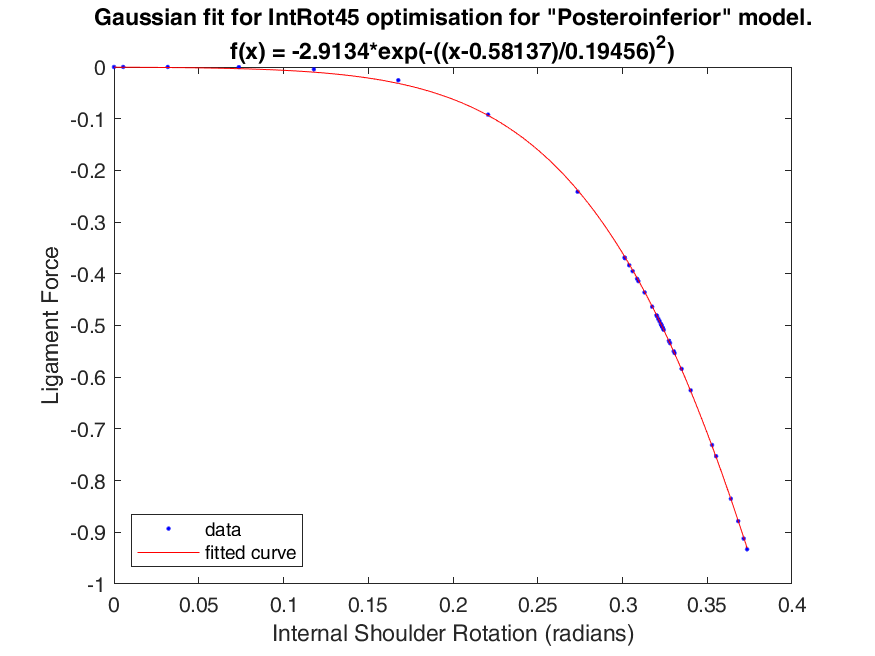 Gaussian fit for IntRot45 optimisation for "Posteroinferior" model.
f(x) = -2.9134*exp(-((x-0.58137)/0.19456)²)
0
-0.1
-0.2
-0.3
-0.4
-0.5
-0.6
-0.7
-0.8
-0.9
-1
Ligament Force
data
fitted curve
0 0.05 0.1 0.15 0.2 0.25 0.3 0.35 0.4
Internal Shoulder Rotation (radians)